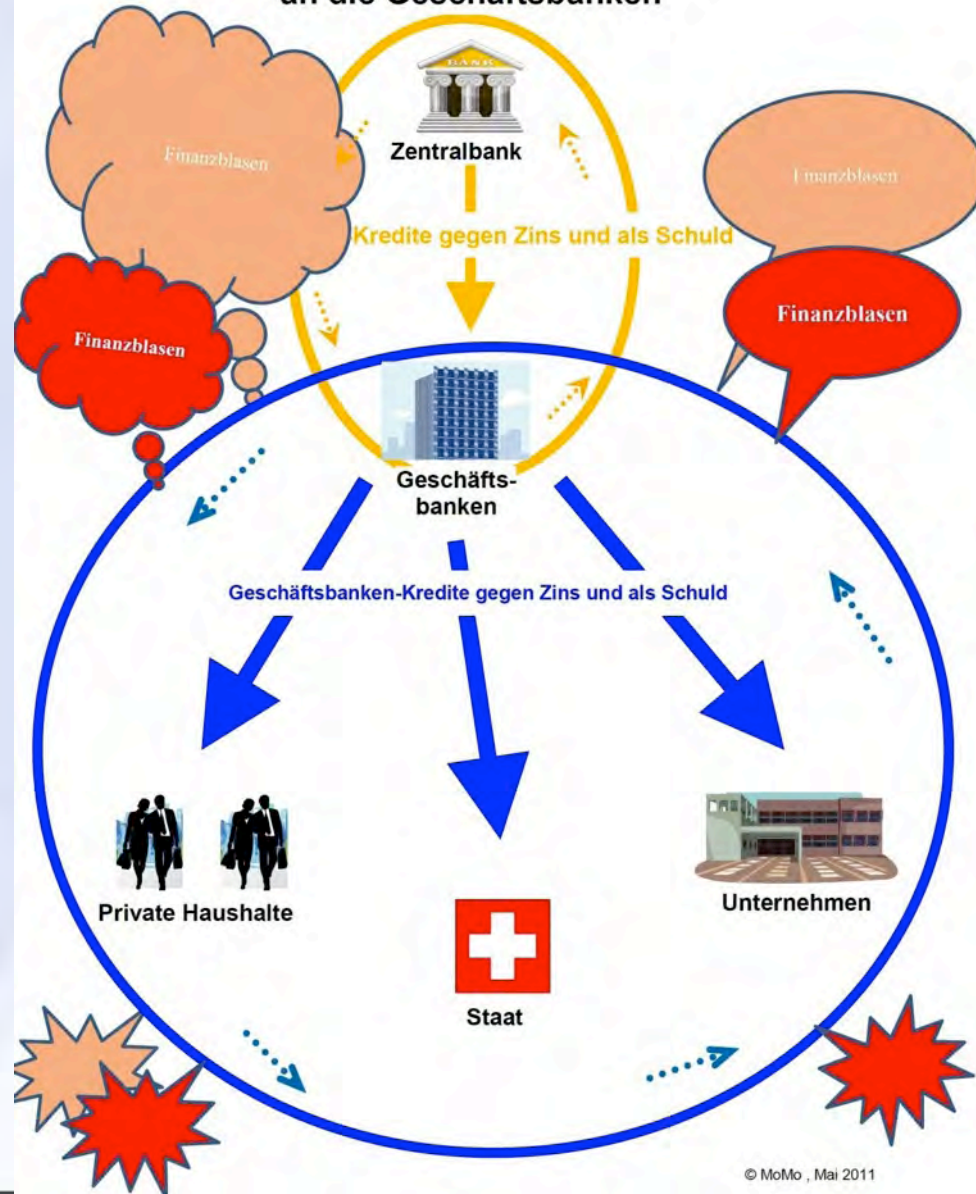 an die Geschäftsbanken
BANK
Zentralbank
Finanzblasen
Finanzblasen
Kredite gegen Zins und als Schuld
Finanzblasen
Finanzblasen
Geschäfts-
banken
Geschäftsbanken-Kredite gegen Zins und als Schuld
Private Haushalte
Unternehmen
Staat
© MoMo , Mai 2011